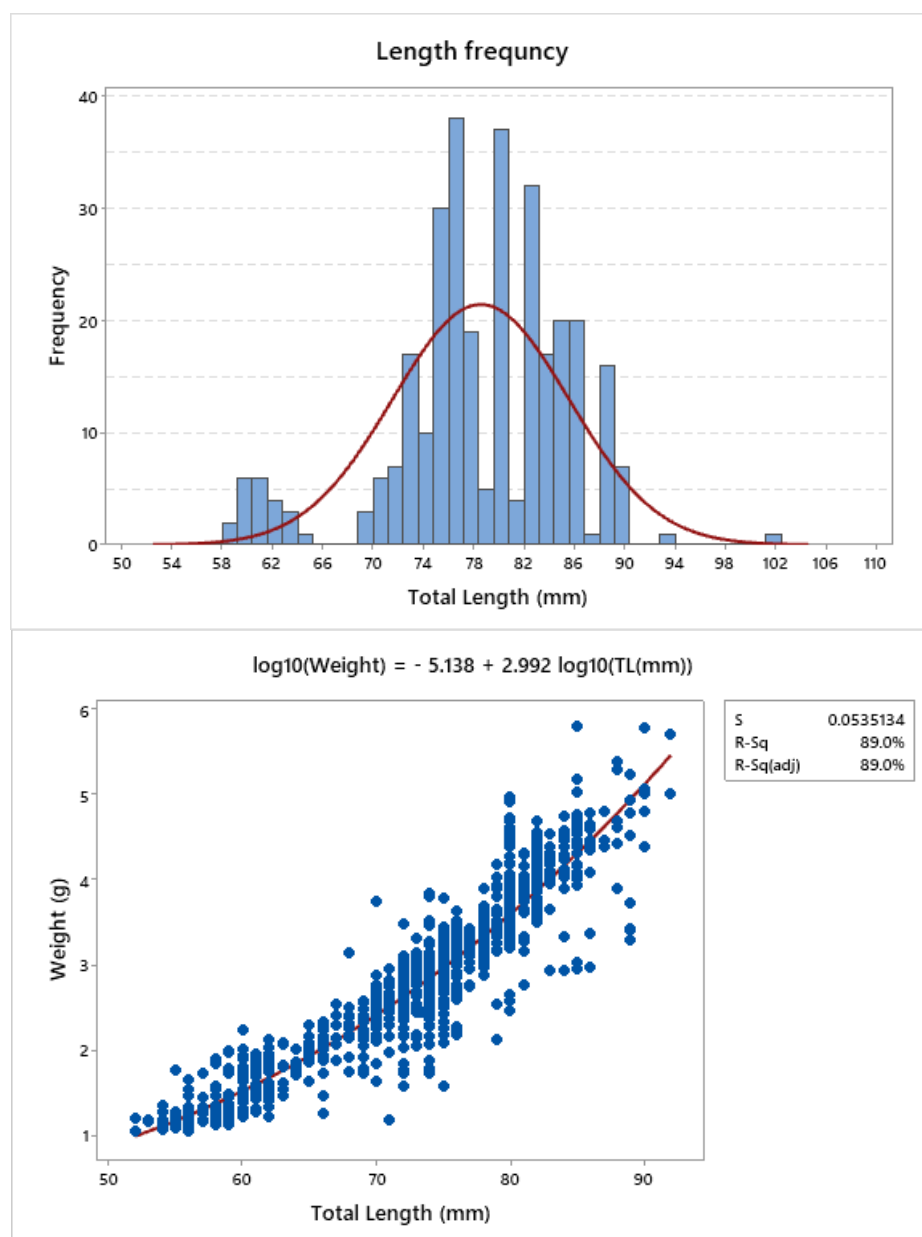 Length frequncy
40
30
20
10
0
Frequency
50 54 58 62 66 70 74 78 82 86 90 94 98 102 106 110
Total Length (mm)
log10(Weight) = - 5.138 + 2.992 log10(TL(mm))
S 0.0535134
R-Sq 89.0%
R-Sq(adj) 89.0%
6
5
4
3
2
1
Weight (g)
50 60 70 80 90
Total Length (mm)